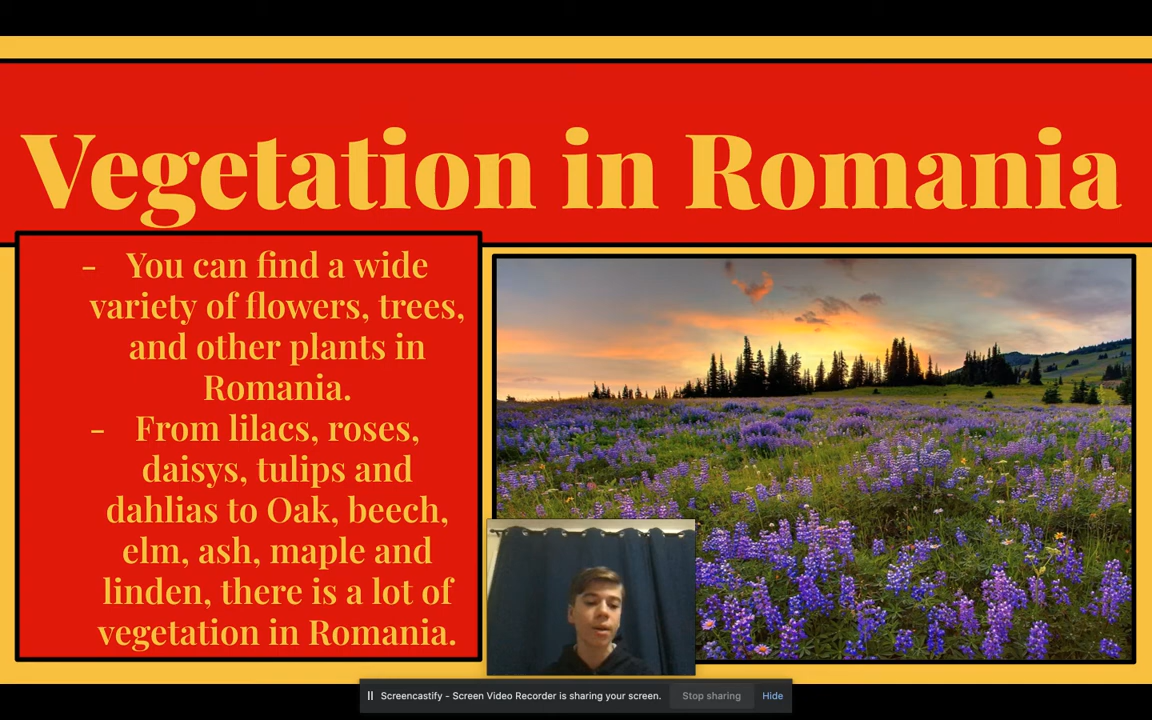 Vegetation in Romania
- You can find a wide
variety of flowers, trees,
and other plants in
Romania.
- From lilacs, roses,
daisys, tulips and
dahlias to Oak, beech,
elm, ash, maple and
linden, there is a lot of
vegetation in Romania.
Screencastify - Screen Video Recorder is sharing your screen. Stop sharing Hide